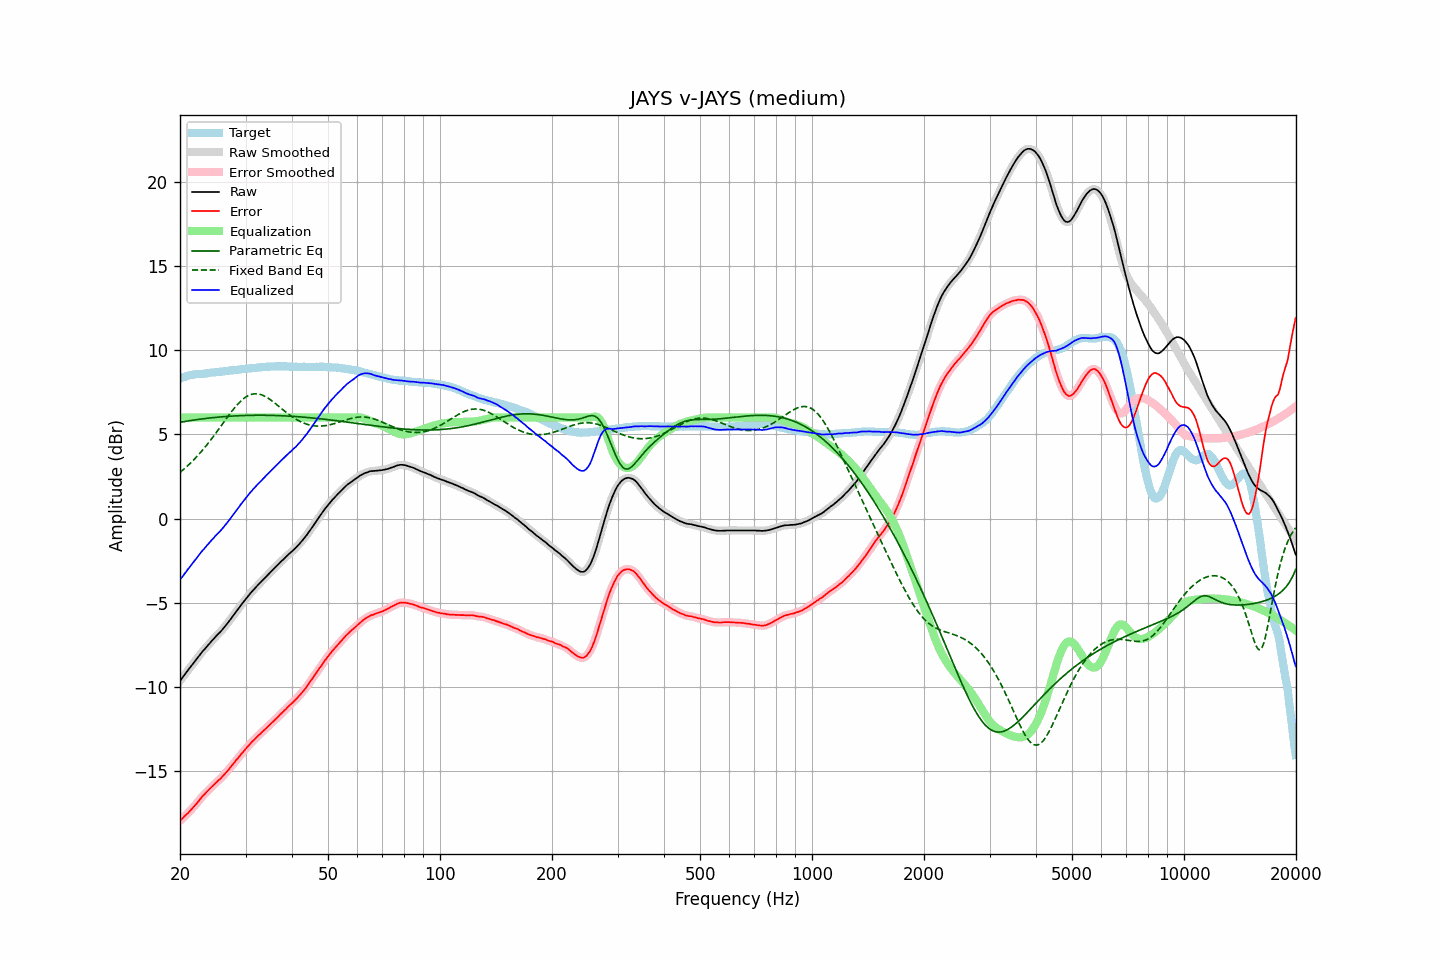 JAYS v-JAYS (medium)
Target
Raw Smoothed
Error Smoothed
Raw
Error
Equalization
Parametric Eq
Fixed Band Eq
Equalized
Amplitude (dBr)
20
15
10
5
0
−5
−10
−15
20 50 100 200 500 1000 2000 5000 10000 20000
Frequency (Hz)